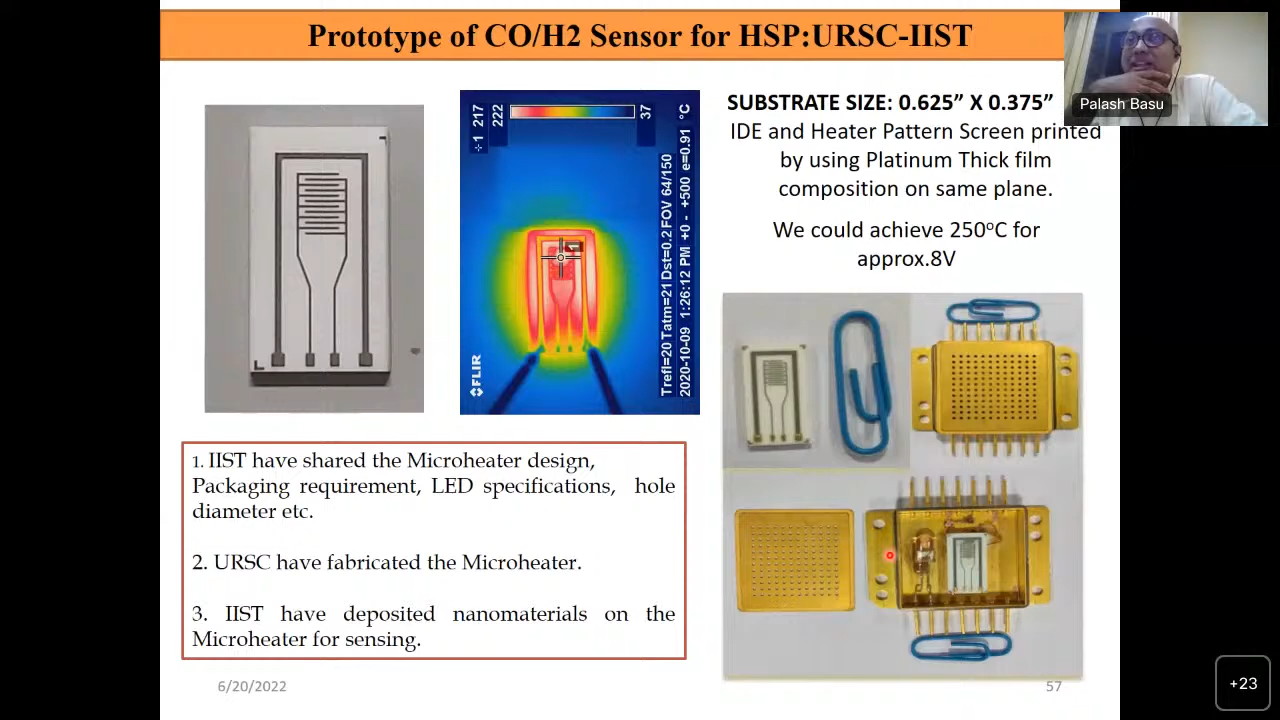 Prototype of CO/H2 Sensor for HSP:URSC-IIST
Palash Basu
SUBSTRATE SIZE: 0.625” X 0.375”
IDE and Heater Pattern Screen printed
by using Platinum Thick film
composition on same plane.
We could achieve 250°C for
approx.8V
÷1 217
222
37
°C
Trefl=20 Tatm=21 Dst=0.2 FOV 64/150
2020-10-09 1:26:12 PM +0 - +500 e=0.91
FLIR
1. IIST have shared the Microheater design,
Packaging requirement, LED specifications, hole
diameter etc.
2. URSC have fabricated the Microheater.
3. IIST have deposited nanomaterials on the
Microheater for sensing.
6/20/2022
57
+23